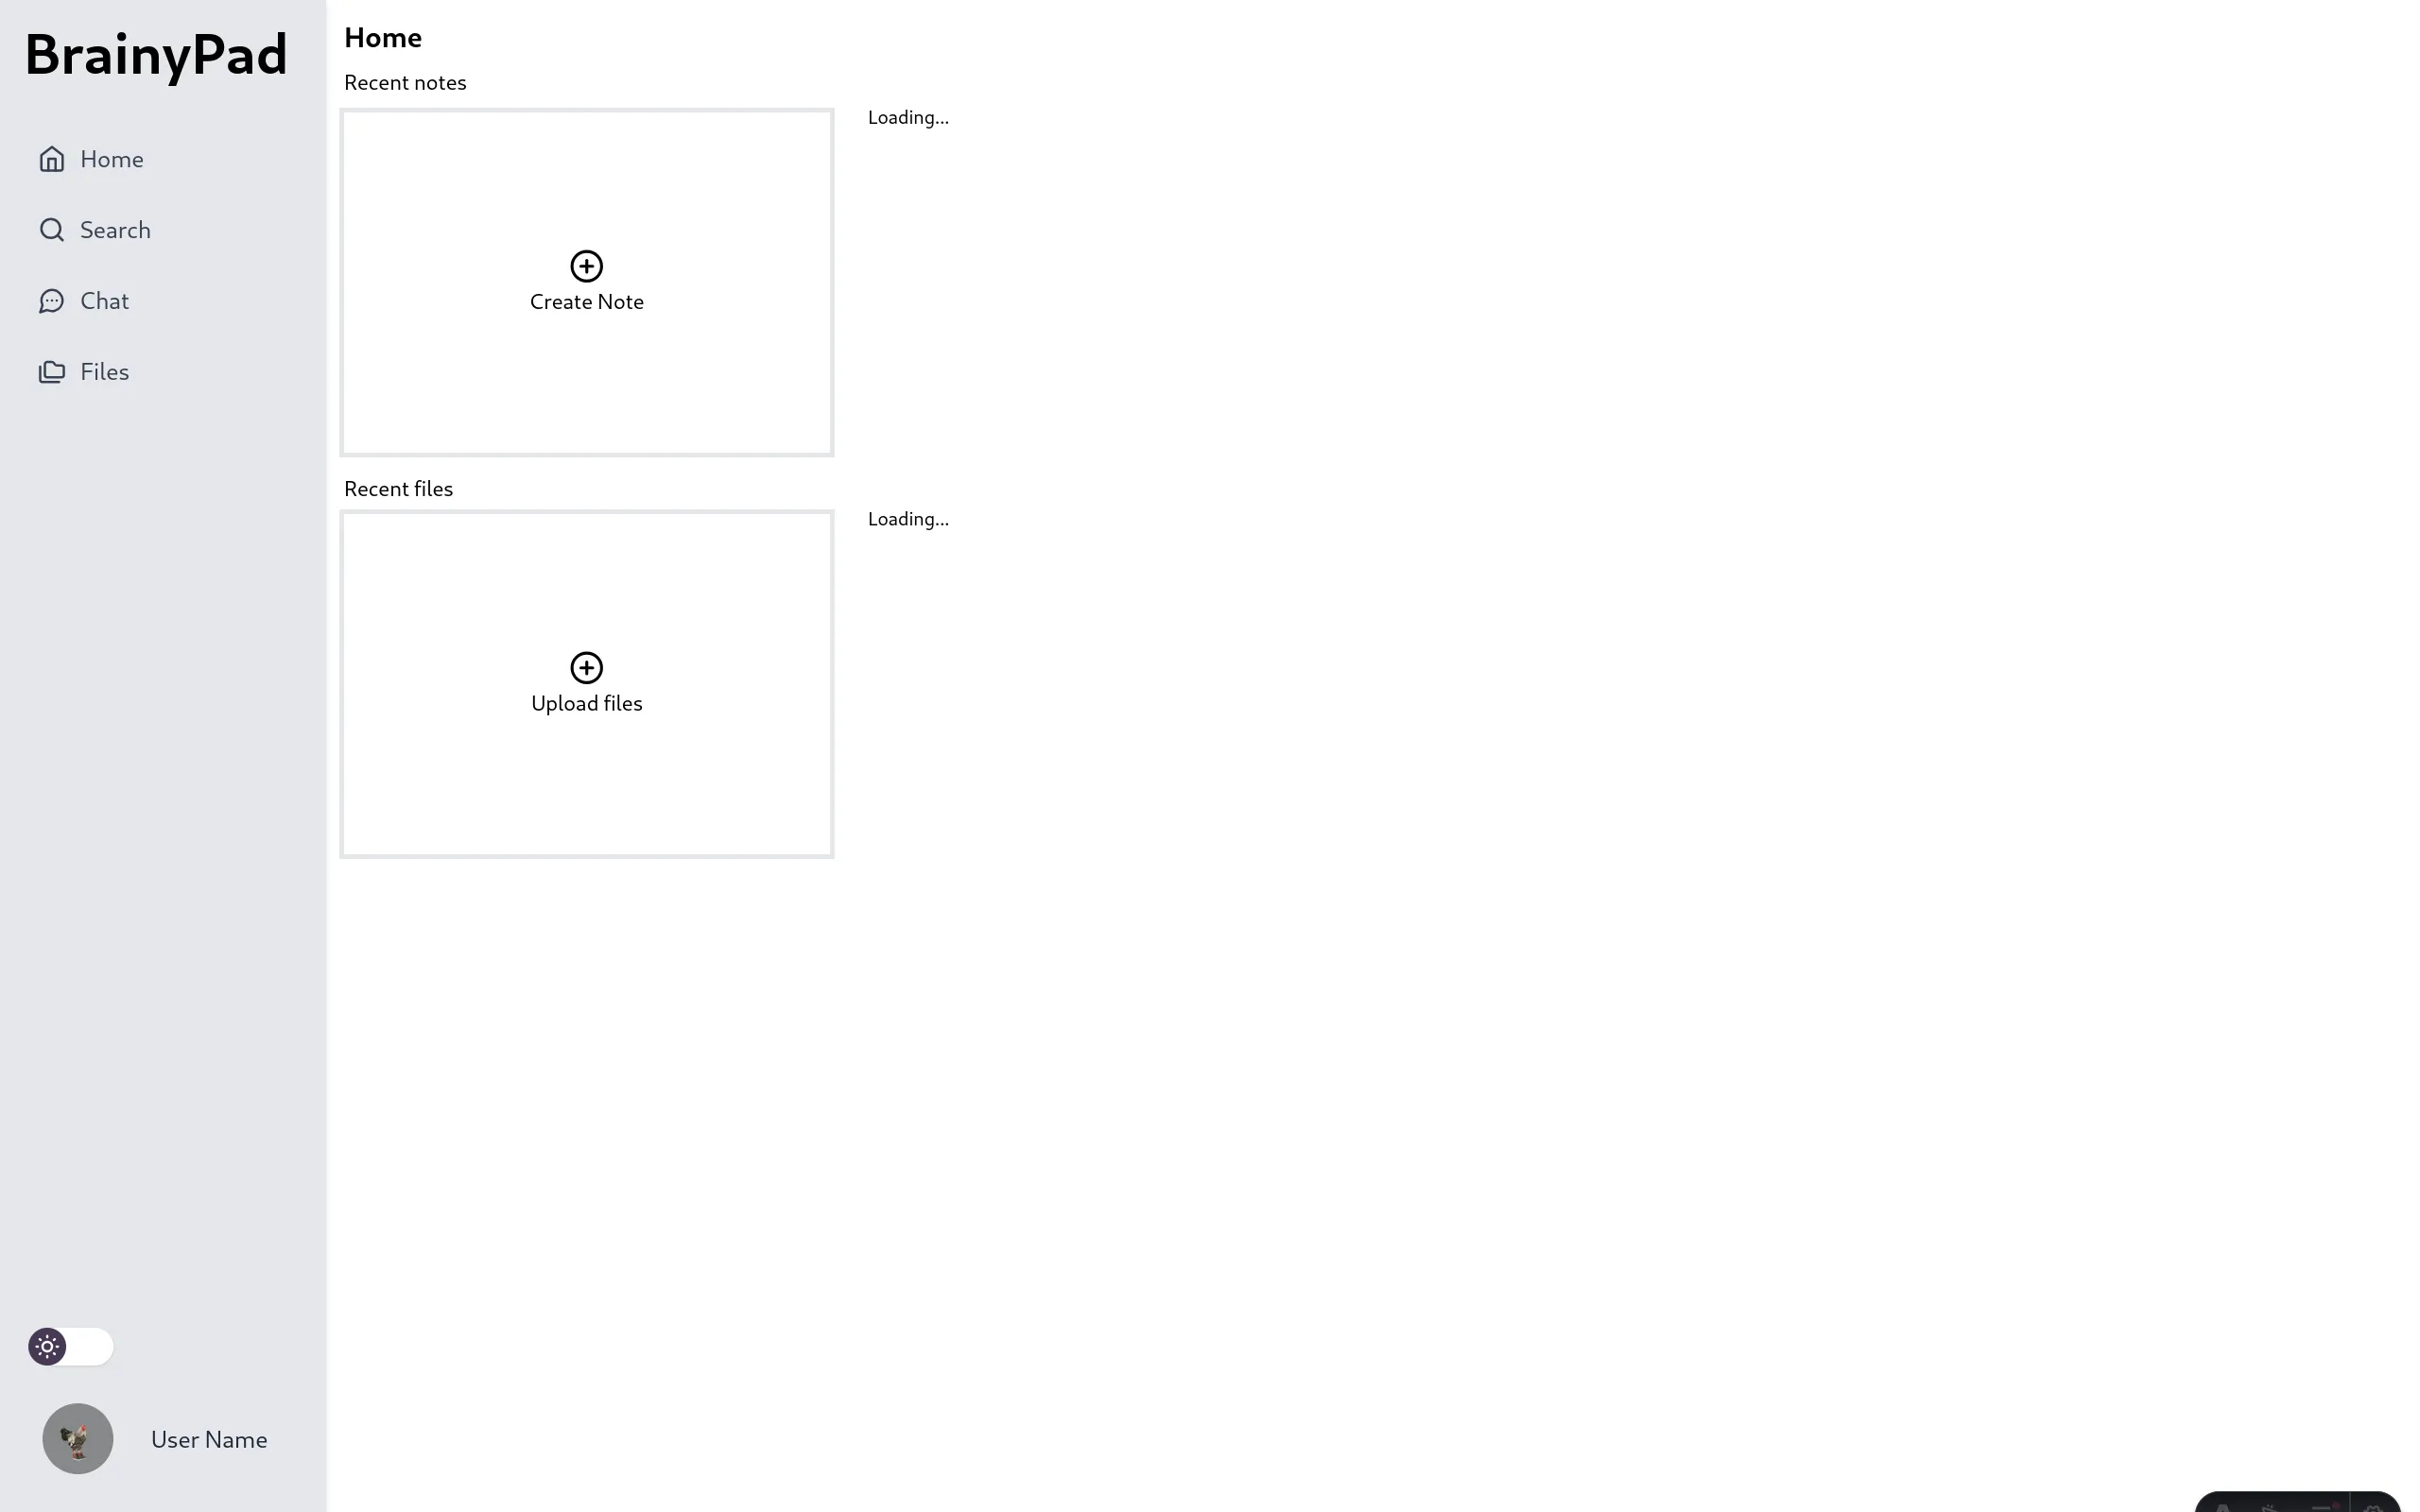 BrainyPad
Home
Search
Chat
Files
User Name
Home
Recent notes
Create Note
Loading...
Recent files
Upload files
Loading...